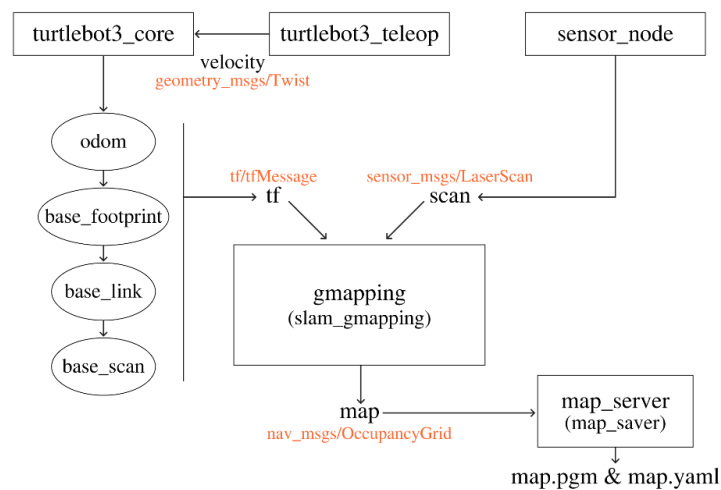 turtlebot3_core
turtlebot3_teleop
sensor_node
velocity
geometry_msgs/Twist
odom
tf/tfMessage
sensor_msgs/LaserScan
tf
scan
base_footprint
base_link
gmapping
(slam_gmapping)
base_scan
map
nav_msgs/OccupancyGrid
map_server
(map_saver)
map.pgm & map.yaml